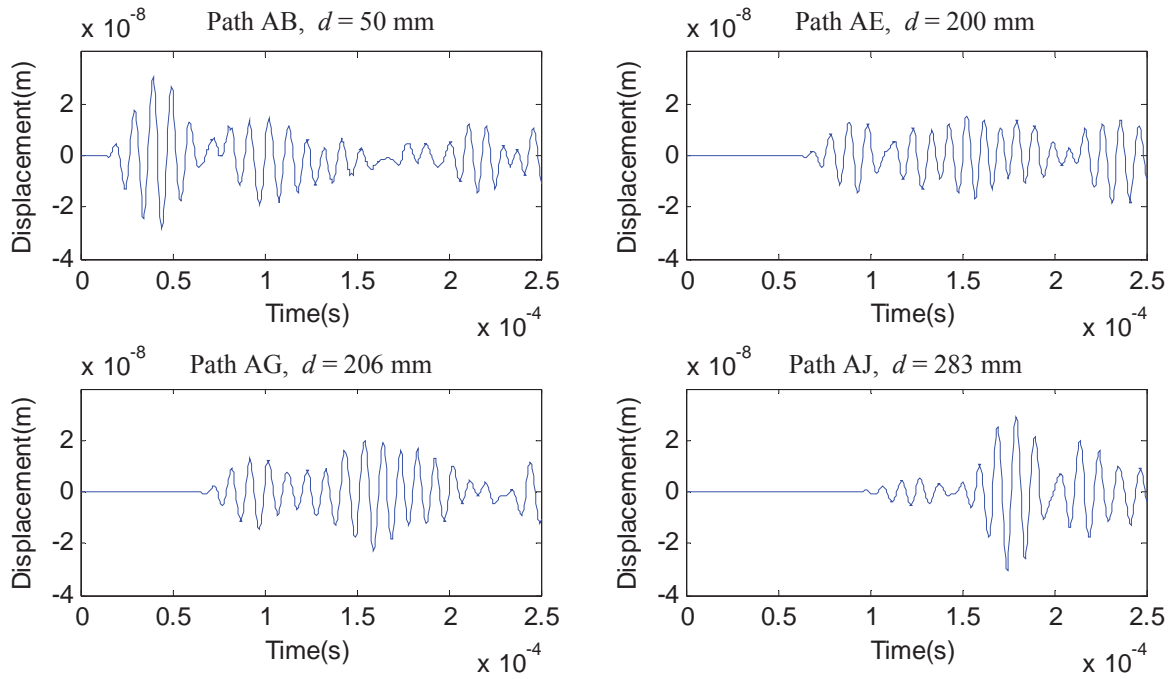 x 10^-8 Path AB, d = 50 mm
Displacement(m)
2
0
-2
-4
0 0.5 1 1.5 2 2.5
Time(s)
x 10^-4
x 10^-8 Path AE, d = 200 mm
Displacement(m)
2
0
-2
-4
0 0.5 1 1.5 2 2.5
Time(s)
x 10^-4
x 10^-8 Path AG, d = 206 mm
Displacement(m)
2
0
-2
-4
0 0.5 1 1.5 2 2.5
Time(s)
x 10^-4
x 10^-8 Path AJ, d = 283 mm
Displacement(m)
2
0
-2
-4
0 0.5 1 1.5 2 2.5
Time(s)
x 10^-4